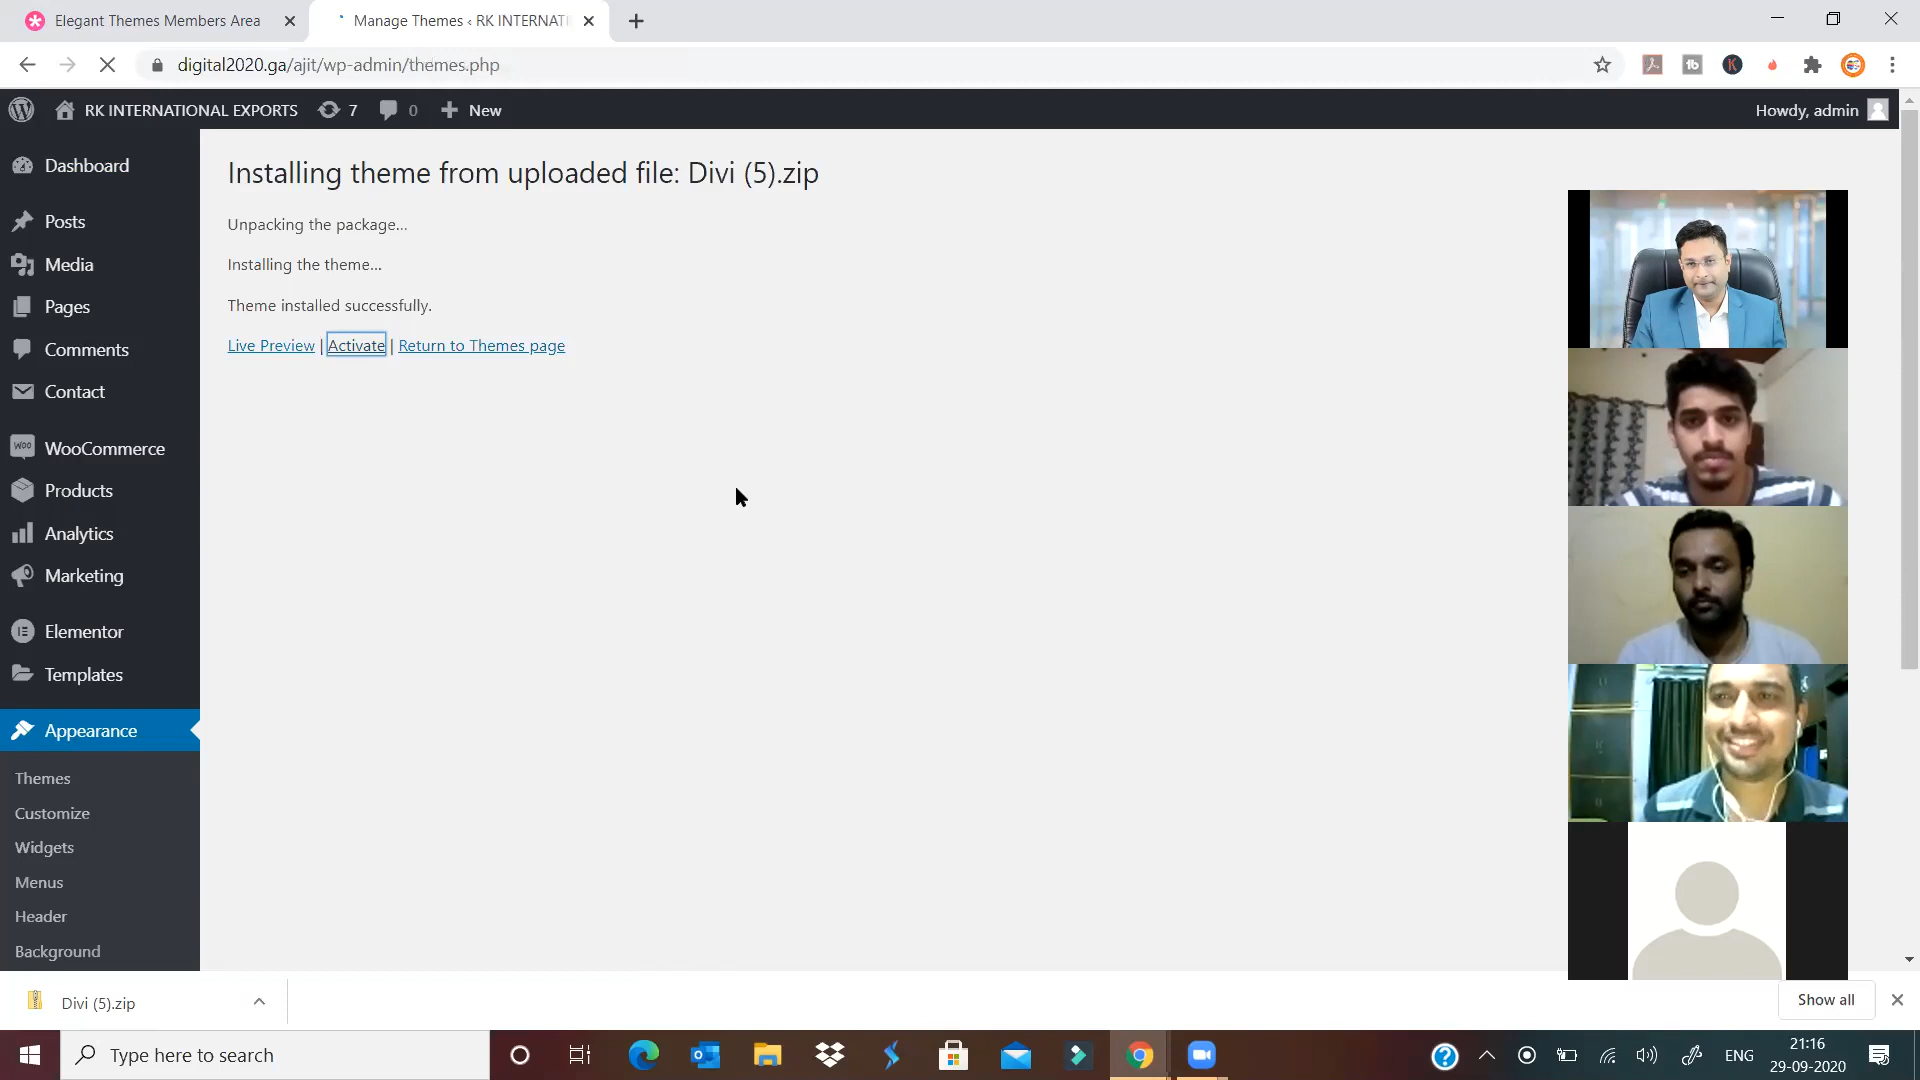 Elegant Themes Members Area
Manage Themes ‹ RK INTERNATI
digital2020.ga/ajit/wp-admin/themes.php
RK INTERNATIONAL EXPORTS 7 0 New
Howdy, admin
Dashboard
Posts
Media
Pages
Comments
Contact
WooCommerce
Products
Analytics
Marketing
Elementor
Templates
Appearance
Themes
Customize
Widgets
Menus
Header
Background
Installing theme from uploaded file: Divi (5).zip
Unpacking the package...
Installing the theme...
Theme installed successfully.
Live Preview | Activate | Return to Themes page
Divi (5).zip
Show all
Type here to search
ENG
21:16
29-09-2020